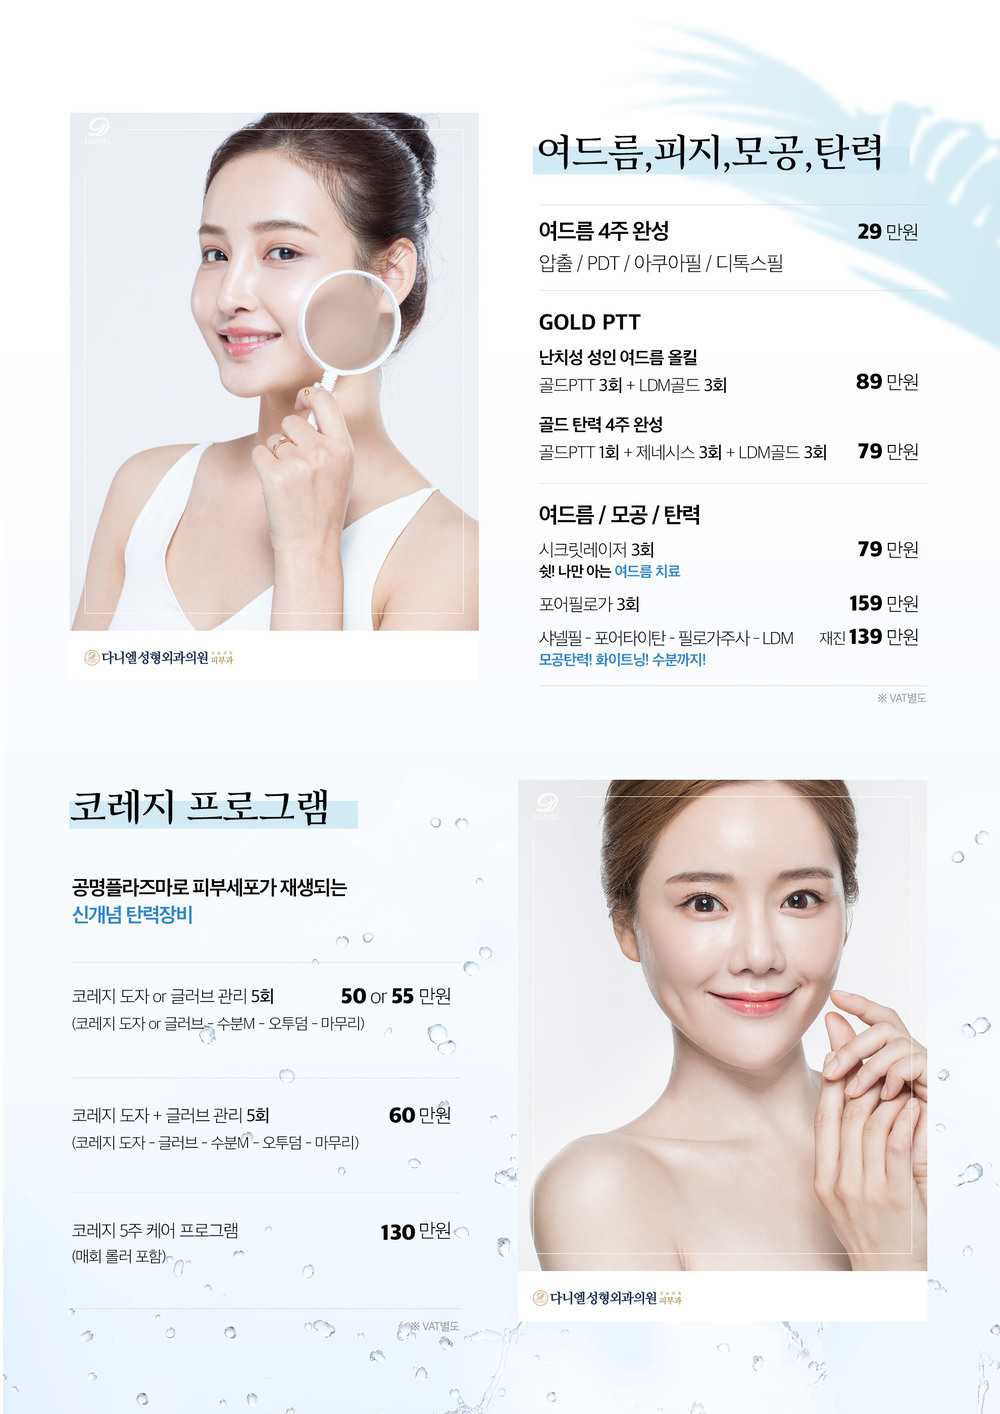 DANIEL
다니엘성형외과의원 피부과
여드름,피지,모공,탄력
여드름 4주 완성 29 만원
압출 / PDT / 아쿠아필 / 디톡스필
GOLD PTT
난치성 성인 여드름 올킬
골드PTT 3회 + LDM골드 3회 89 만원
골드 탄력 4주 완성
골드PTT 1회 + 제네시스 3회 + LDM골드 3회 79 만원
여드름 / 모공 / 탄력
시크릿레이저 3회 79 만원
쉿! 나만 아는 여드름 치료
포어필로가 3회 159 만원
샤넬필 - 포어타이탄 - 필로가주사 - LDM 재진 139 만원
모공탄력! 화이트닝! 수분까지!
※ VAT별도
코레지 프로그램
공명플라즈마로 피부세포가 재생되는
신개념 탄력장비
코레지 도자 or 글러브 관리 5회 50 or 55 만원
(코레지 도자 or 글러브 - 수분M - 오투덤 - 마무리)
코레지 도자 + 글러브 관리 5회 60 만원
(코레지 도자 - 글러브 - 수분M - 오투덤 - 마무리)
코레지 5주 케어 프로그램 130 만원
(매회 롤러 포함)
※ VAT별도
DANIEL
다니엘성형외과의원 피부과